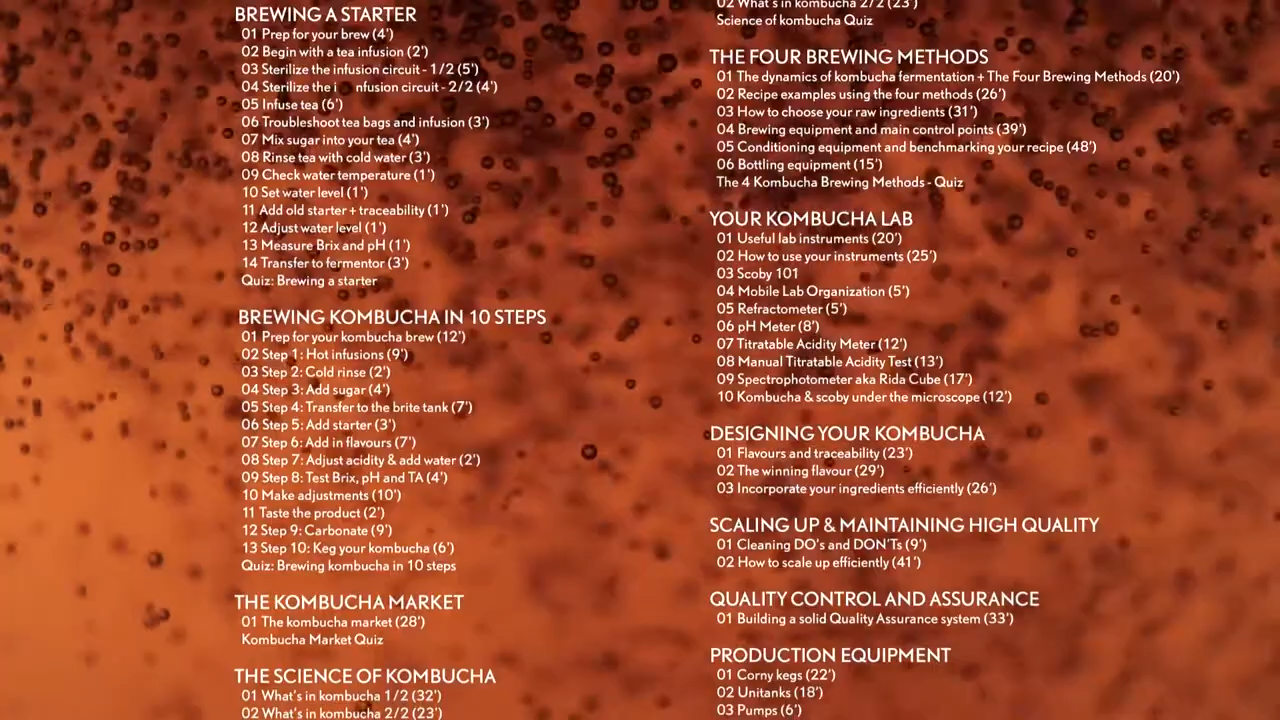 BREWING A STARTER
01 Prep for your brew (4')
02 Begin with a tea infusion (2')
03 Sterilize the infusion circuit - 1/2 (5')
04 Sterilize the i nfusion circuit - 2/2 (4')
05 Infuse tea (6')
06 Troubleshoot tea bags and infusion (3')
07 Mix sugar into your tea (4')
08 Rinse tea with cold water (3')
09 Check water temperature (1')
10 Set water level (1')
11 Add old starter + traceability (1')
12 Adjust water level (1')
13 Measure Brix and pH (1')
14 Transfer to fermentor (3')
Quiz: Brewing a starter
BREWING KOMBUCHA IN 10 STEPS
01 Prep for your kombucha brew (12')
02 Step 1: Hot infusions (9')
03 Step 2: Cold rinse (2')
04 Step 3: Add sugar (4')
05 Step 4: Transfer to the brite tank (7')
06 Step 5: Add starter (3')
07 Step 6: Add in flavours (7')
08 Step 7: Adjust acidity & add water (2')
09 Step 8: Test Brix, pH and TA (4')
10 Make adjustments (10')
11 Taste the product (2')
12 Step 9: Carbonate (9')
13 Step 10: Keg your kombucha (6')
Quiz: Brewing kombucha in 10 steps
THE KOMBUCHA MARKET
01 The kombucha market (28')
Kombucha Market Quiz
THE SCIENCE OF KOMBUCHA
01 What's in kombucha 1/2 (32')
02 What's in kombucha 2/2 (23')
02 What's in kombucha 2/2 (23')
Science of kombucha Quiz
THE FOUR BREWING METHODS
01 The dynamics of kombucha fermentation + The Four Brewing Methods (20')
02 Recipe examples using the four methods (26')
03 How to choose your raw ingredients (31')
04 Brewing equipment and main control points (39')
05 Conditioning equipment and benchmarking your recipe (48')
06 Bottling equipment (15')
The 4 Kombucha Brewing Methods - Quiz
YOUR KOMBUCHA LAB
01 Useful lab instruments (20')
02 How to use your instruments (25')
03 Scoby 101
04 Mobile Lab Organization (5')
05 Refractometer (5')
06 pH Meter (8')
07 Titratable Acidity Meter (12')
08 Manual Titratable Acidity Test (13')
09 Spectrophotometer aka Rida Cube (17')
10 Kombucha & scoby under the microscope (12')
DESIGNING YOUR KOMBUCHA
01 Flavours and traceability (23')
02 The winning flavour (29')
03 Incorporate your ingredients efficiently (26')
SCALING UP & MAINTAINING HIGH QUALITY
01 Cleaning DO's and DON'Ts (9')
02 How to scale up efficiently (41')
QUALITY CONTROL AND ASSURANCE
01 Building a solid Quality Assurance system (33')
PRODUCTION EQUIPMENT
01 Corny kegs (22')
02 Unitanks (18')
03 Pumps (6')